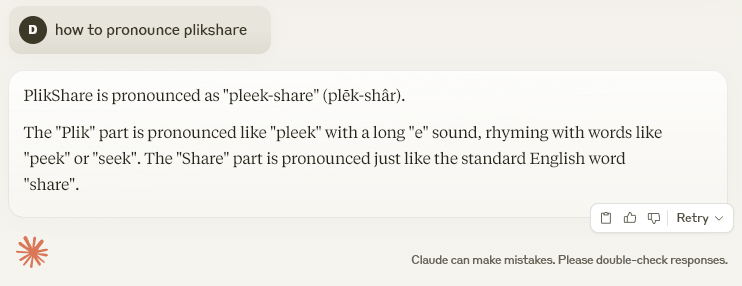 D how to pronounce plikshare
PlikShare is pronounced as "pleek-share" (plēk-shâr).
The "Plik" part is pronounced like "pleek" with a long "e" sound, rhyming with words like
"peek" or "seek". The "Share" part is pronounced just like the standard English word
"share".
Retry
Claude can make mistakes. Please double-check responses.